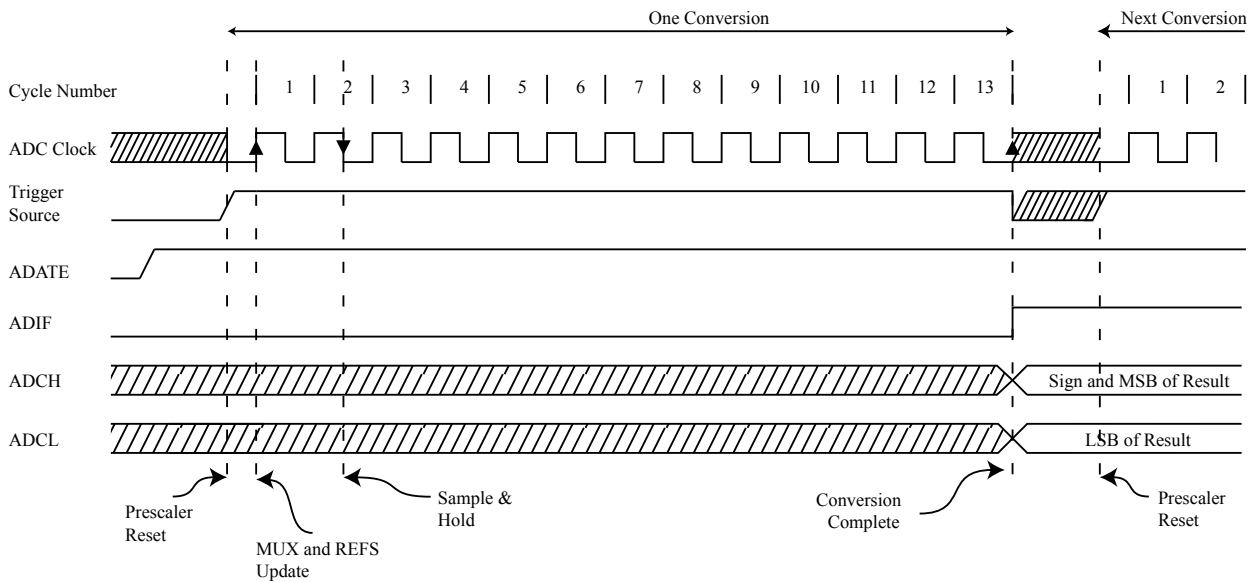 One Conversion
Next Conversion
Cycle Number
1 2 3 4 5 6 7 8 9 10 11 12 13 1 2
ADC Clock
Trigger
Source
ADATE
ADIF
ADCH
Sign and MSB of Result
ADCL
LSB of Result
Prescaler
Reset
MUX and REFS
Update
Sample &
Hold
Conversion
Complete
Prescaler
Reset